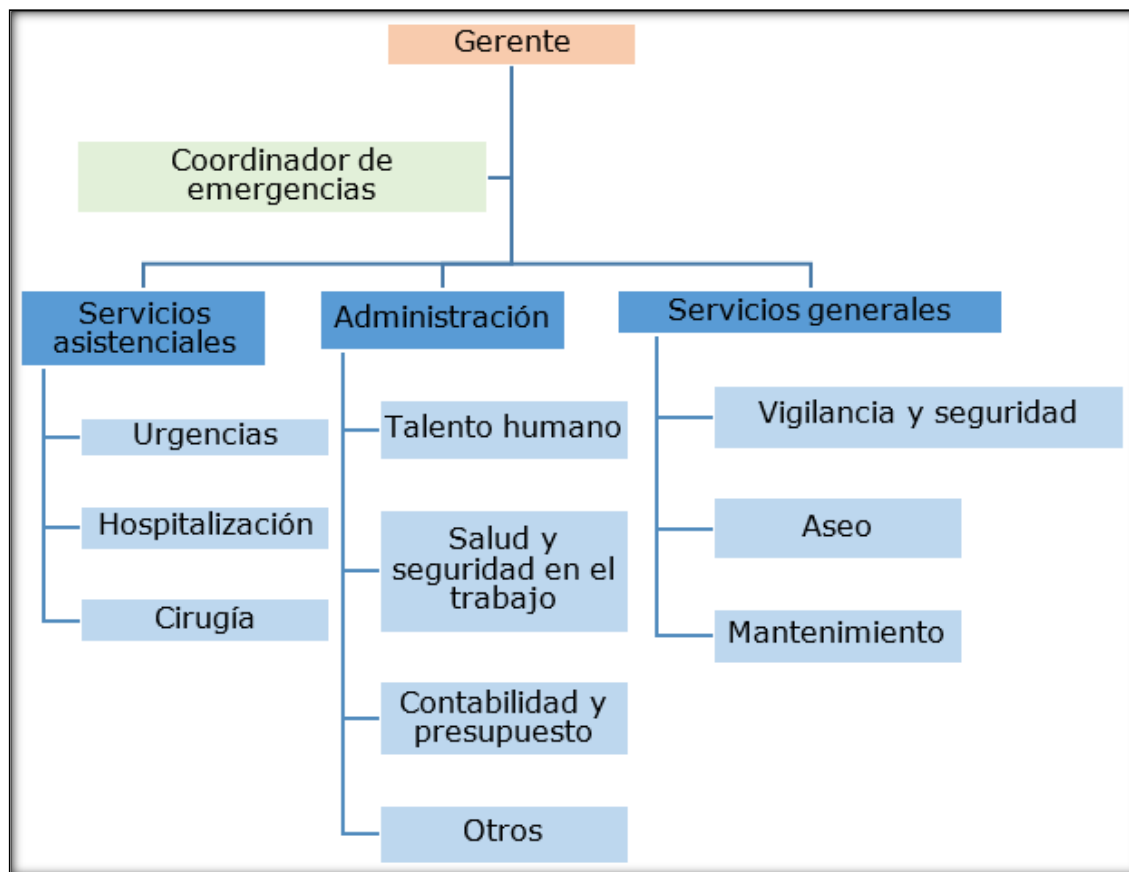 Gerente
Coordinador de
emergencias
Servicios
asistenciales
Urgencias
Hospitalización
Cirugía
Administración
Talento humano
Salud y
seguridad en el
trabajo
Contabilidad y
presupuesto
Otros
Servicios generales
Vigilancia y seguridad
Aseo
Mantenimiento